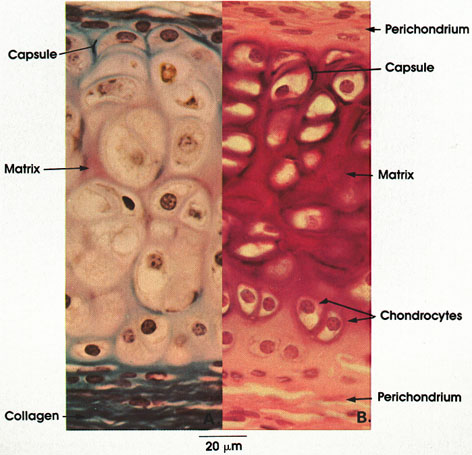 Perichondrium
Capsule
Capsule
Matrix
Matrix
Chondrocytes
Perichondrium
Collagen
B.
20 μm